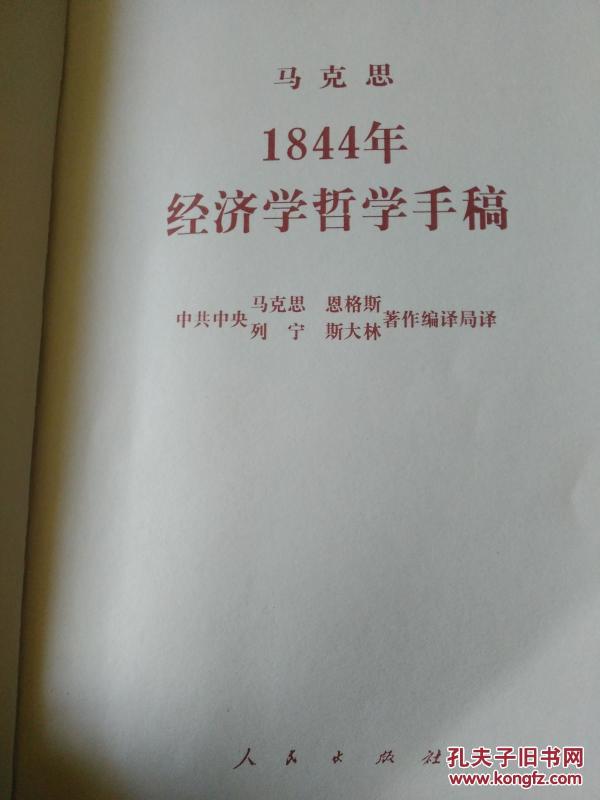 马克思
1844年
经济学哲学手稿
中共中央马克思 恩格斯著作编译局译
列宁 斯大林
人民出版社
孔夫子旧书网
www.kongfz.com